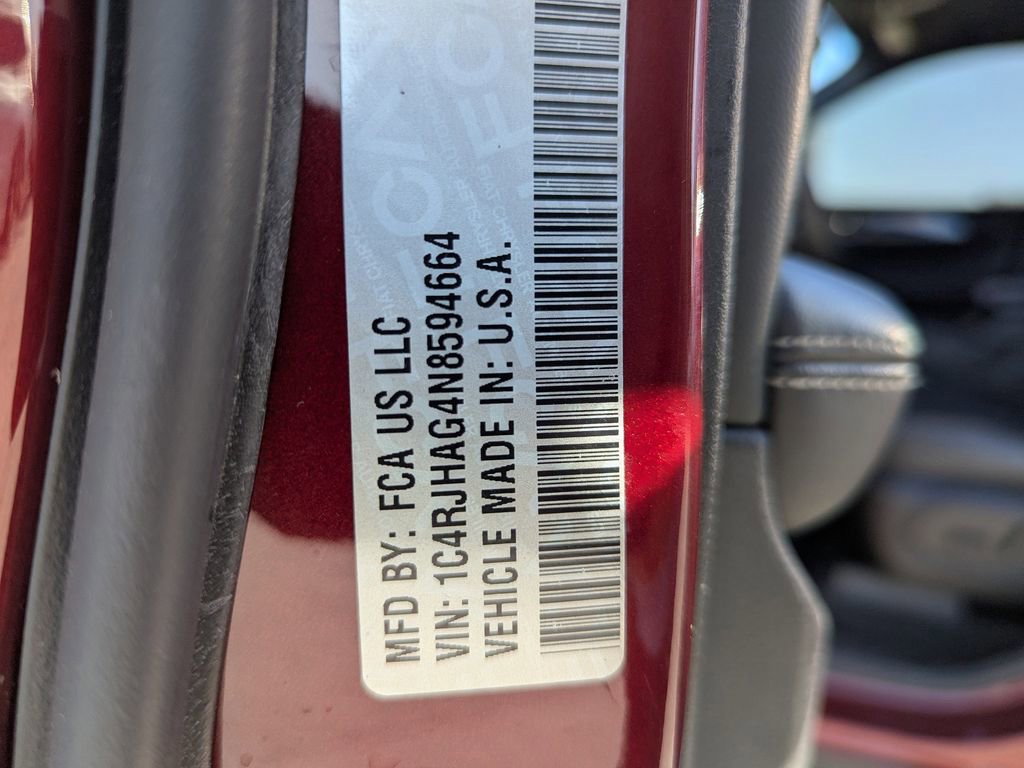 MFD BY: FCA US LLC
VIN: 1C4RJHAG4N8594664
VEHICLE MADE IN: U.S.A.